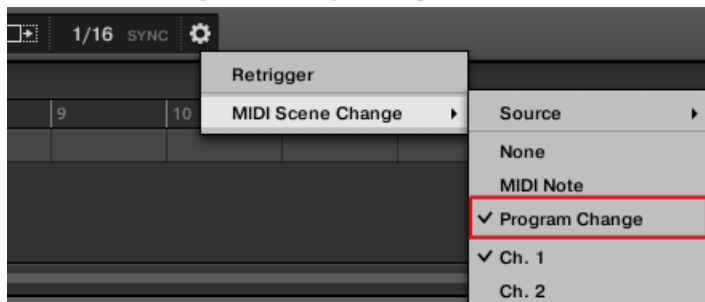 1/16 SYNC
Retrigger
9 10 MIDI Scene Change
Source
None
MIDI Note
Program Change
Ch. 1
Ch. 2